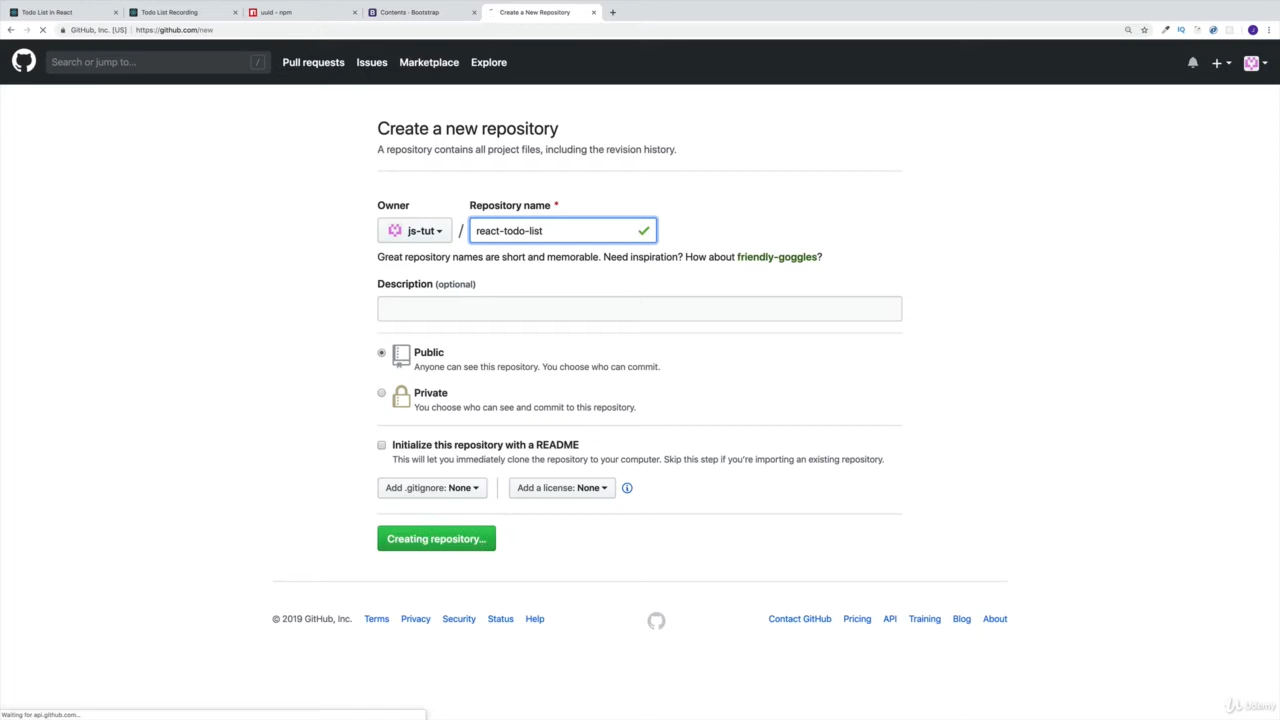 Todo List in React
Todo List Recording
uuid - npm
Contents · Bootstrap
Create a New Repository
GitHub, Inc. [US] | https://github.com/new
Search or jump to...
/
Pull requests
Issues
Marketplace
Explore
Create a new repository
A repository contains all project files, including the revision history.
Owner
Repository name *
js-tut
/
react-todo-list
Great repository names are short and memorable. Need inspiration? How about friendly-goggles?
Description (optional)
Public
Anyone can see this repository. You choose who can commit.
Private
You choose who can see and commit to this repository.
Initialize this repository with a README
This will let you immediately clone the repository to your computer. Skip this step if you're importing an existing repository.
Add .gitignore: None
Add a license: None
Creating repository...
© 2019 GitHub, Inc.
Terms
Privacy
Security
Status
Help
Contact GitHub
Pricing
API
Training
Blog
About
Waiting for api.github.com...
Udemy